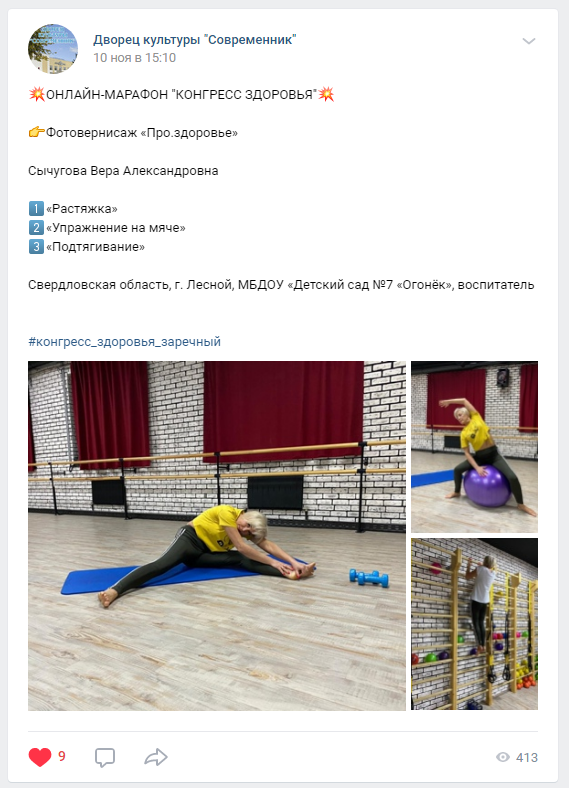 Дворец культуры "Современник"
10 ноя в 15:10
💥ОНЛАЙН-МАРАФОН "КОНГРЕСС ЗДОРОВЬЯ"💥
👉Фотовернисаж «Про.здоровье»
Сычугова Вера Александровна
1️⃣«Растяжка»
2️⃣«Упражнение на мяче»
3️⃣«Подтягивание»
Свердловская область, г. Лесной, МБДОУ «Детский сад №7 «Огонёк», воспитатель
#конгресс_здоровья_заречный
9
413